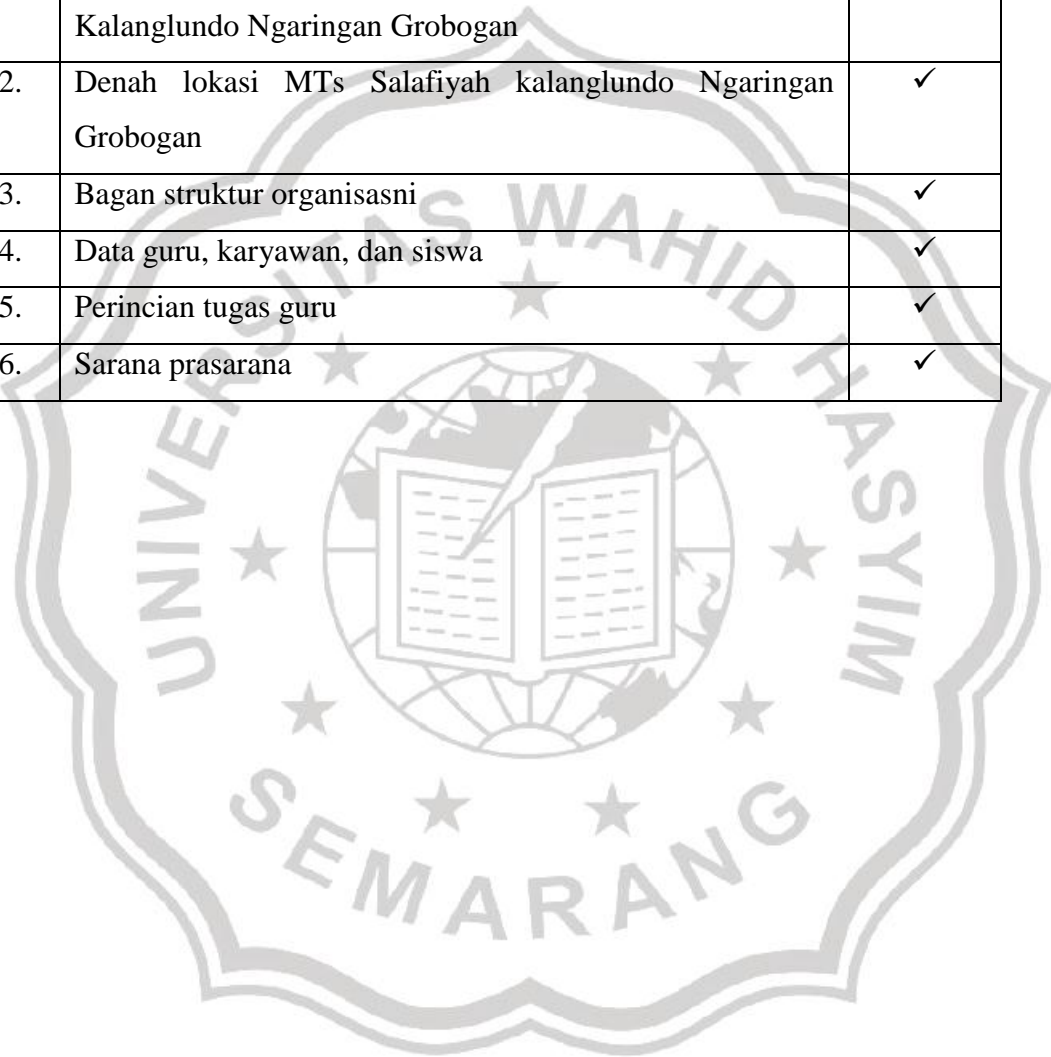 Kalanglundo Ngaringan Grobogan
2. Denah lokasi MTs Salafiyah kalanglundo Ngaringan ✓
Grobogan
3. Bagan struktur organisasni ✓
4. Data guru, karyawan, dan siswa ✓
5. Perincian tugas guru ✓
6. Sarana prasarana ✓
UNIVERSITAS WAHID HASYIM
SEMARANG